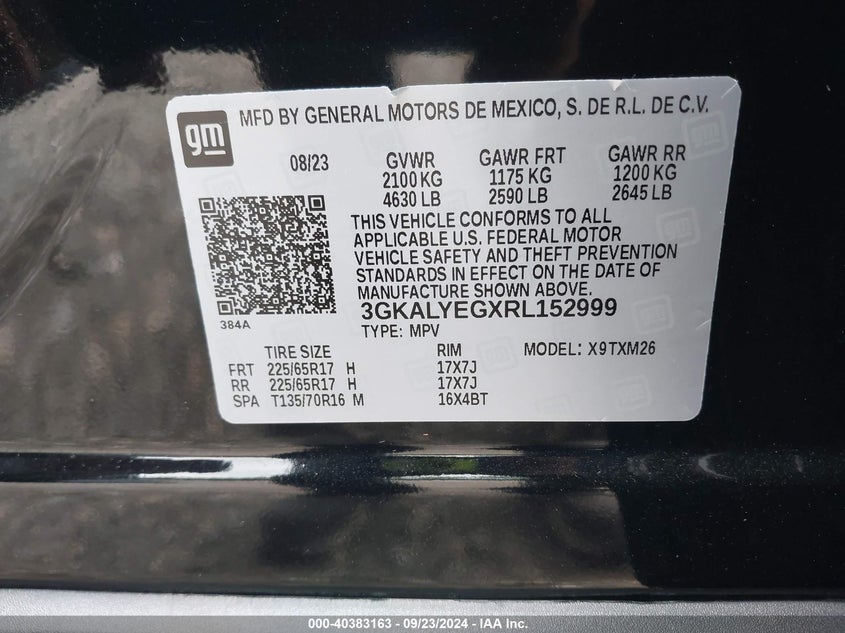 gm
MFD BY GENERAL MOTORS DE MEXICO, S. DE R.L. DE C.V.
08/23 GVWR GAWR FRT GAWR RR
2100 KG 1175 KG 1200 KG
4630 LB 2590 LB 2645 LB
THIS VEHICLE CONFORMS TO ALL
APPLICABLE U.S. FEDERAL MOTOR
VEHICLE SAFETY AND THEFT PREVENTION
STANDARDS IN EFFECT ON THE DATE OF
MANUFACTURE SHOWN ABOVE.
384A
3GKALYEGXRL152999
TYPE: MPV
TIRE SIZE RIM MODEL: X9TXM26
FRT 225/65R17 H 17X7J
RR 225/65R17 H 17X7J
SPA T135/70R16 M 16X4BT
000-40383163 - 09/23/2024 - IAA Inc.